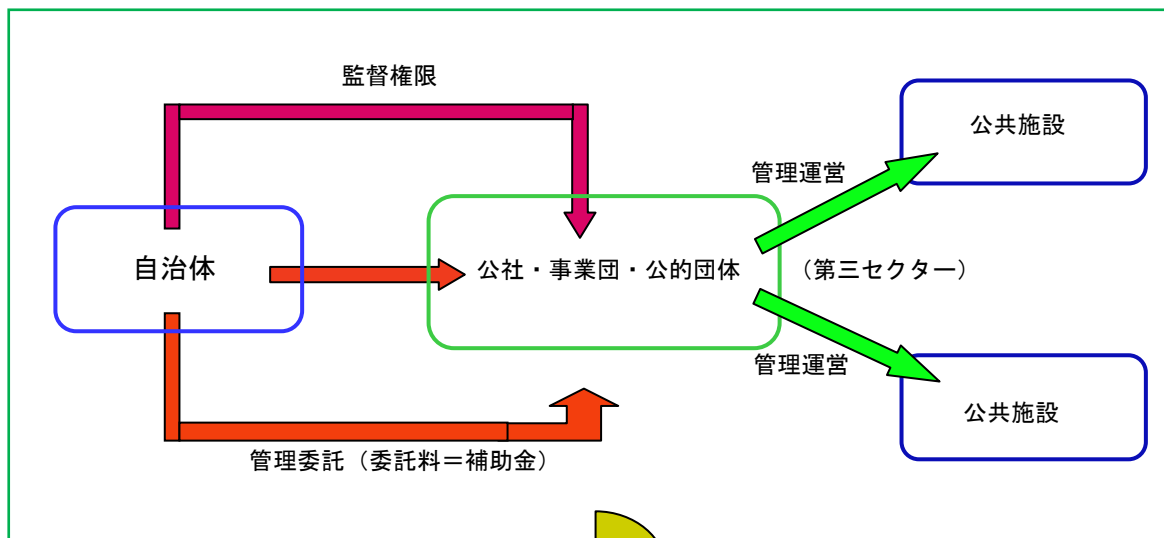 監督権限
公共施設
管理運営
自治体
公社・事業団・公的団体
（第三セクター）
管理運営
公共施設
管理委託（委託料＝補助金）